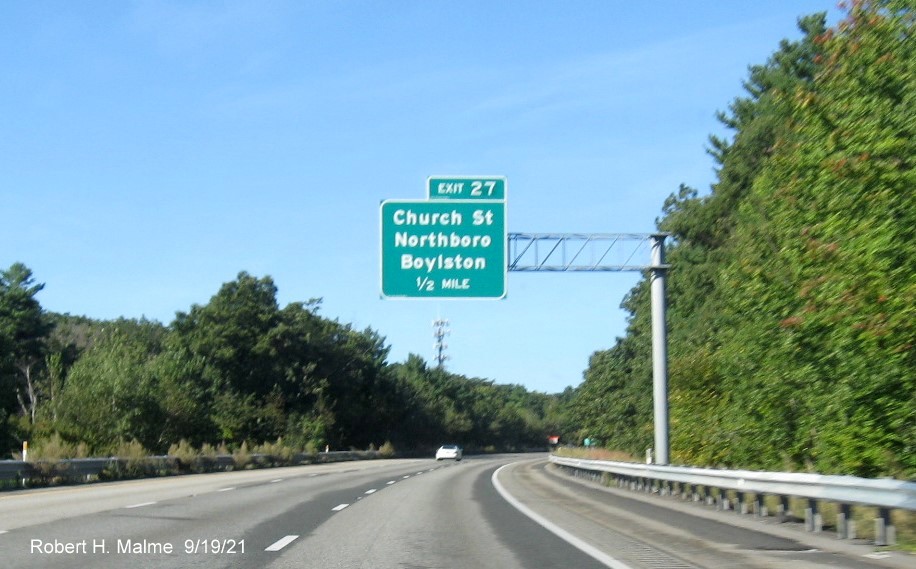 EXIT 27
Church St
Northboro
Boylston
1/2 MILE
Robert H. Malme 9/19/21